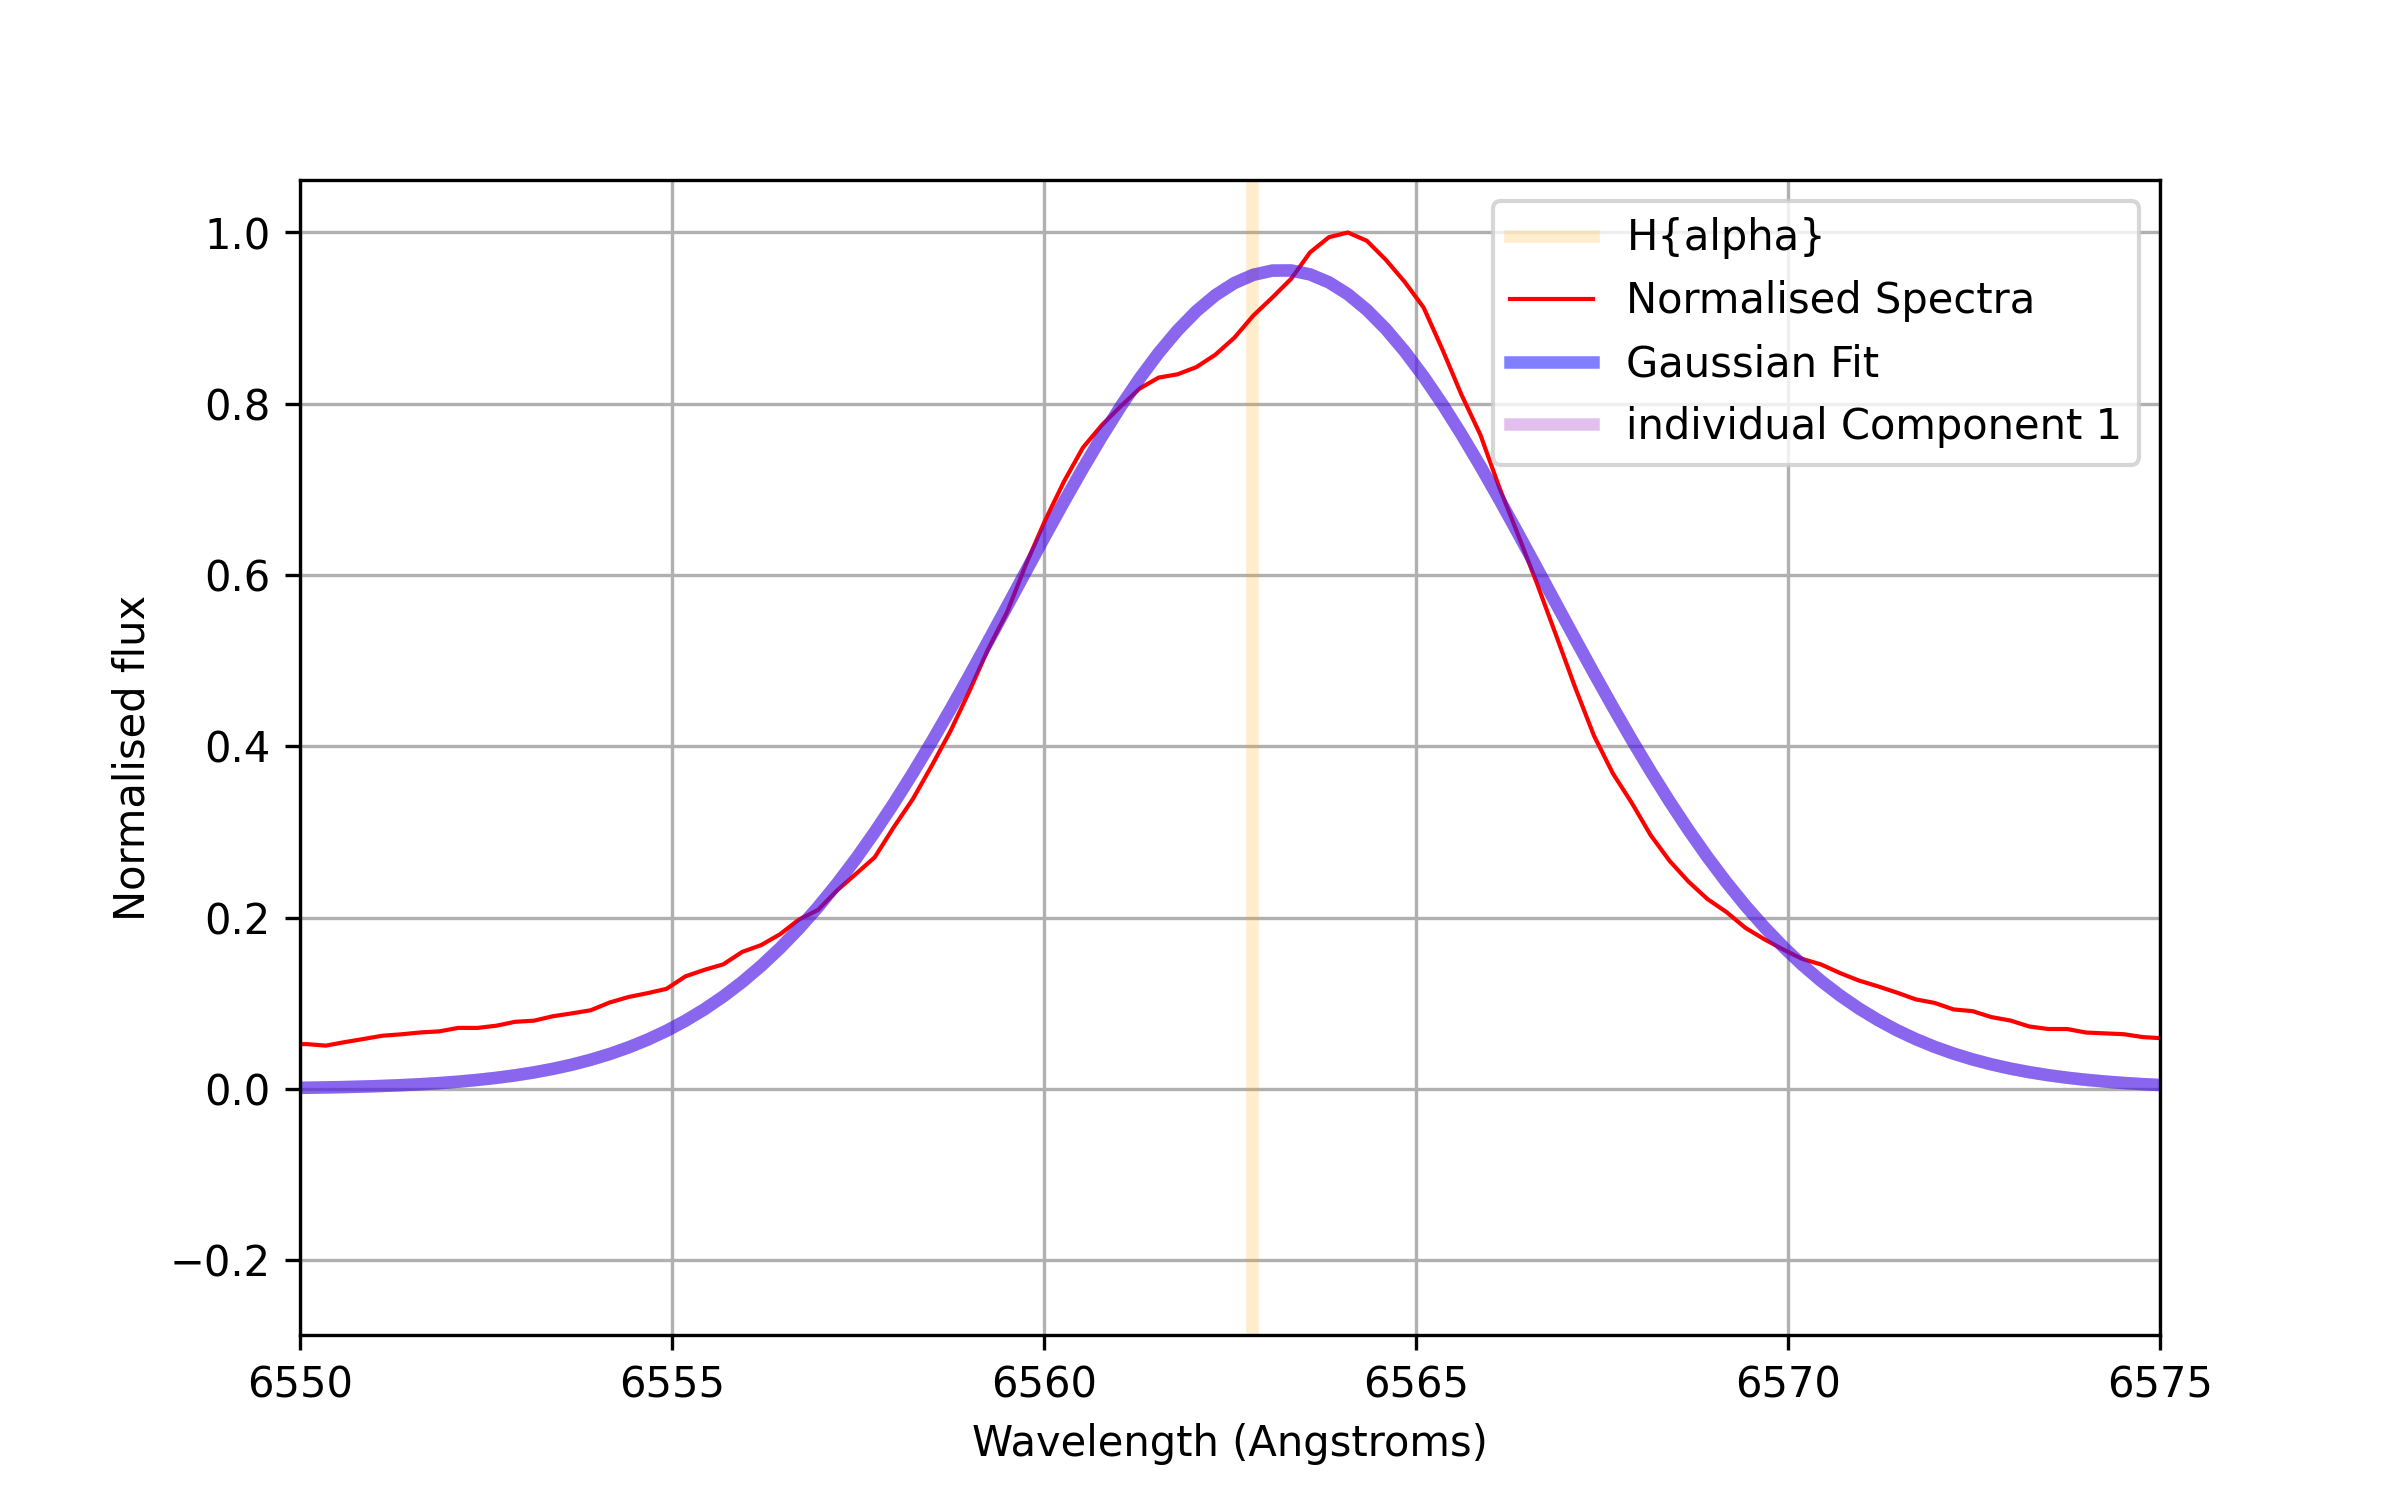 H{alpha}
Normalised Spectra
Gaussian Fit
individual Component 1
1.0
0.8
0.6
0.4
0.2
0.0
−0.2
Normalised flux
6550 6555 6560 6565 6570 6575
Wavelength (Angstroms)